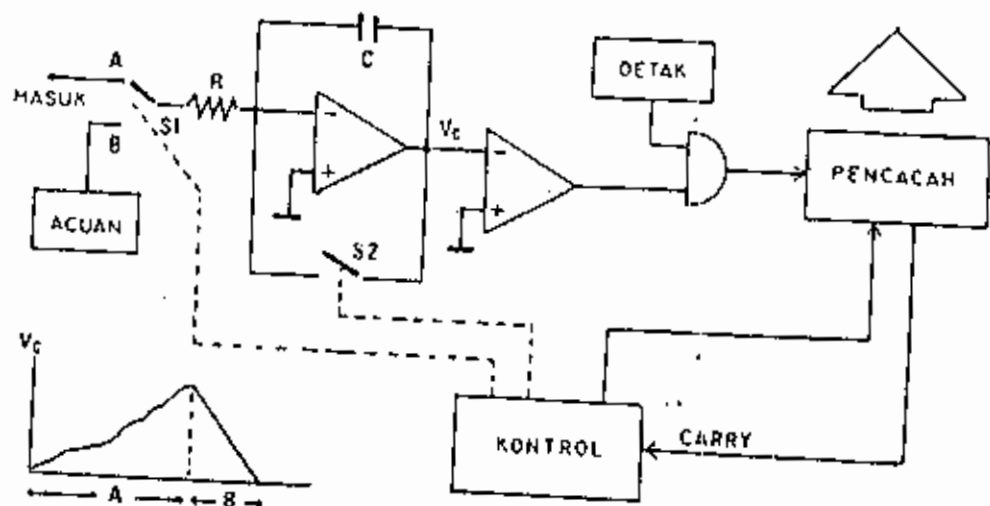 A
MASUK
S1
R
C
B
ACUAN
-
+
Vc
-
+
DETAK
PENCACAH
S2
KONTROL
CARRY
Vc
A
B